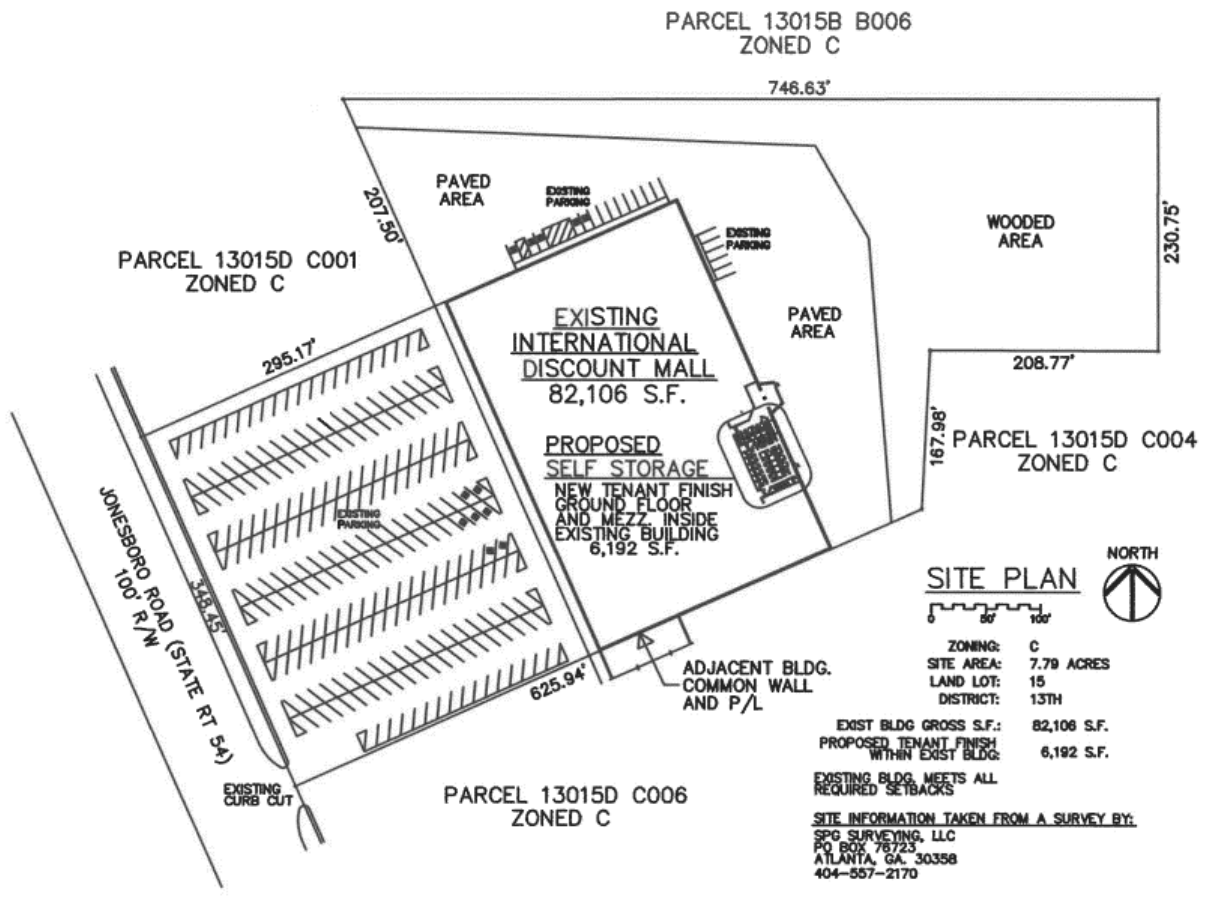 PARCEL 13015B B006
ZONED C
746.63'
207.50'
PAVED
AREA
EXISTING
PARKING
EXISTING
PARKING
WOODED
AREA
230.75'
PARCEL 13015D C001
ZONED C
295.17'
EXISTING
INTERNATIONAL
DISCOUNT MALL
82,106 S.F.
PAVED
AREA
208.77'
167.98'
PARCEL 13015D C004
ZONED C
PROPOSED
SELF STORAGE
NEW TENANT FINISH
GROUND FLOOR
AND MEZZ. INSIDE
EXISTING BUILDING
6,192 S.F.
EXISTING
PARKING
JONESBORO ROAD (STATE RT 54)
100' R/W
348.45'
625.94'
ADJACENT BLDG.
COMMON WALL
AND P/L
EXISTING
CURB CUT
PARCEL 13015D C006
ZONED C
NORTH
SITE PLAN
0 50' 100'
ZONING: C
SITE AREA: 7.79 ACRES
LAND LOT: 15
DISTRICT: 13TH
EXIST BLDG GROSS S.F.: 82,106 S.F.
PROPOSED TENANT FINISH
WITHIN EXIST BLDG: 6,192 S.F.
EXISTING BLDG. MEETS ALL
REQUIRED SETBACKS
SITE INFORMATION TAKEN FROM A SURVEY BY:
SPG SURVEYING, LLC
PO BOX 76723
ATLANTA, GA. 30358
404-557-2170